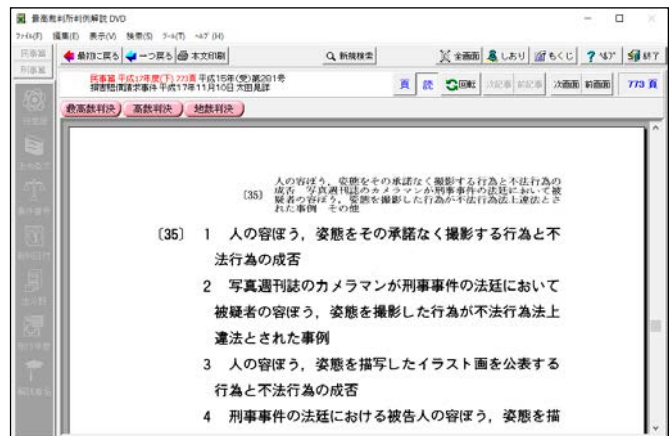 最高裁判所判例解説 DVD
ファイル(F) 編集(E) 表示(V) 検索(S) ツール(T) ヘルプ(H)
民事篇
刑事篇
最初に戻る 一つ戻る 本文印刷 新規検索 全画面 しおり もくじ ヘルプ 終了
民事篇 平成17年度(下) 773頁 平成15年(受)第281号
損害賠償請求事件 平成17年11月10日 太田晃詳
頁 読 回転 次記事 前記事 次画面 前画面 773 頁
最高裁判決 高裁判決 地裁判決
〔35〕
人の容ぼう，姿態をその承諾なく撮影する行為と不法行為の
成否 写真週刊誌のカメラマンが刑事事件の法廷において被
疑者の容ぼう，姿態を撮影した行為が不法行為法上違法とさ
れた事例 その他
〔35〕 1 人の容ぼう，姿態をその承諾なく撮影する行為と不
法行為の成否
2 写真週刊誌のカメラマンが刑事事件の法廷において
被疑者の容ぼう，姿態を撮影した行為が不法行為法上
違法とされた事例
3 人の容ぼう，姿態を描写したイラスト画を公表する
行為と不法行為の成否
4 刑事事件の法廷における被告人の容ぼう，姿態を描